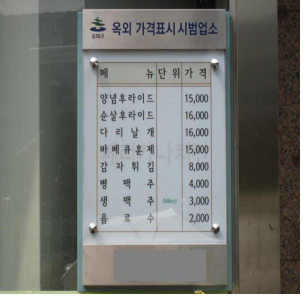 옥외 가격표시시범업소
메 뉴 단위 가격
양념후라이드 15,000
순살후라이드 16,000
다리날개 16,000
바베큐훈제 15,000
감자튀김 8,000
병맥주 4,000
생맥주 (500cc) 3,000
음료수 2,000